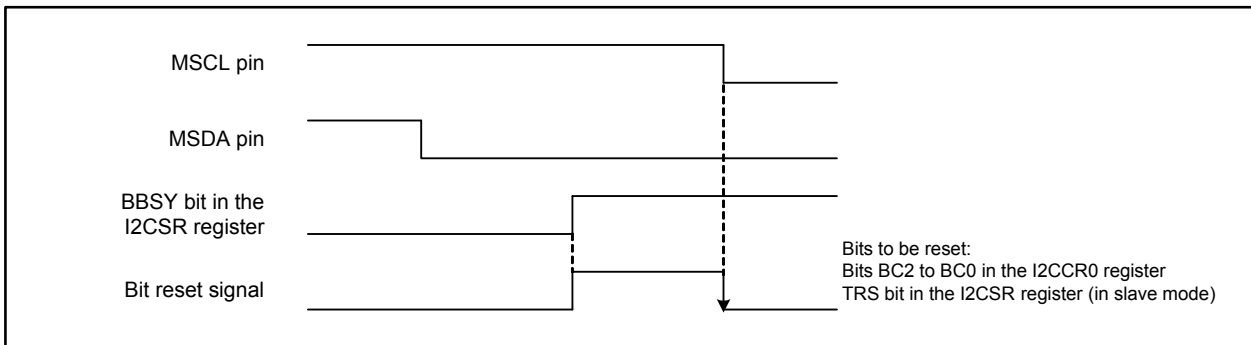 MSCL pin
MSDA pin
BBSY bit in the
I2CSR register
Bit reset signal
Bits to be reset:
Bits BC2 to BC0 in the I2CCR0 register
TRS bit in the I2CSR register (in slave mode)